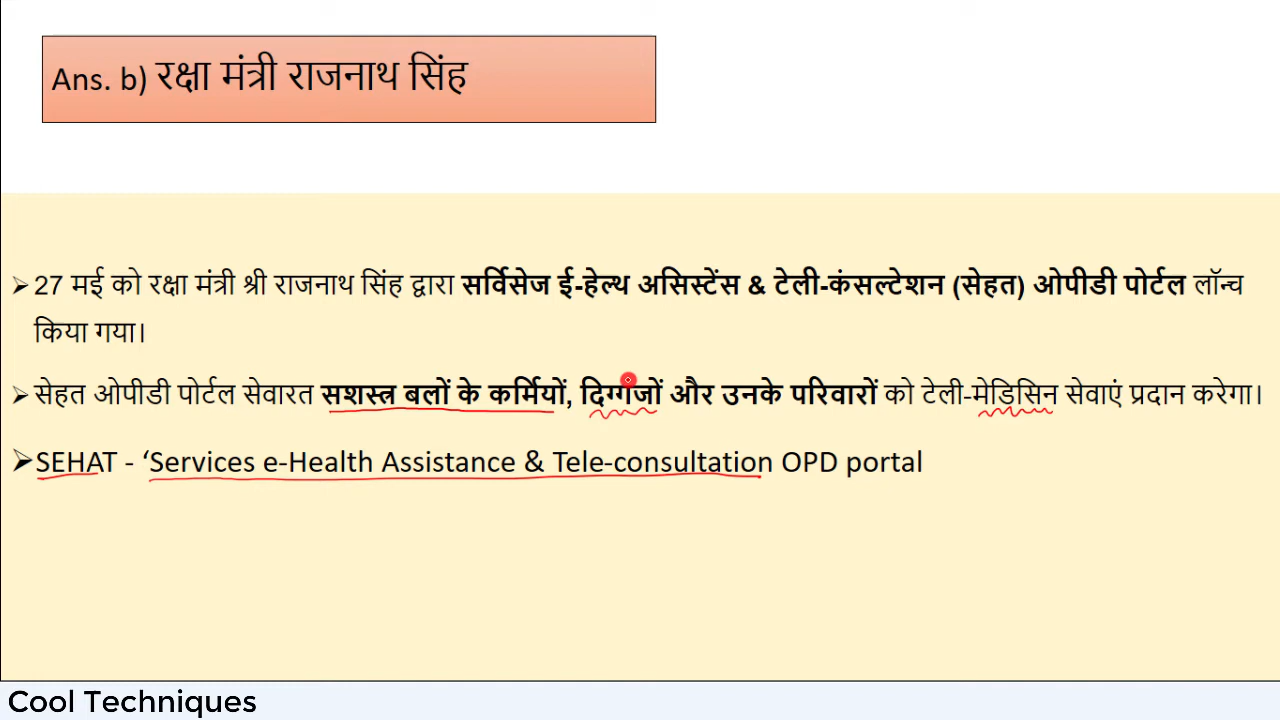 Ans. b) रक्षा मंत्री राजनाथ सिंह
➢ 27 मई को रक्षा मंत्री श्री राजनाथ सिंह द्वारा सर्विसेज ई-हेल्थ असिस्टेंस & टेली-कंसल्टेशन (सेहत) ओपीडी पोर्टल लॉन्च
किया गया।
➢ सेहत ओपीडी पोर्टल सेवारत सशस्त्र बलों के कर्मियों, दिग्गजों और उनके परिवारों को टेली-मेडिसिन सेवाएं प्रदान करेगा।
➢ SEHAT - ‘Services e-Health Assistance & Tele-consultation OPD portal
Cool Techniques